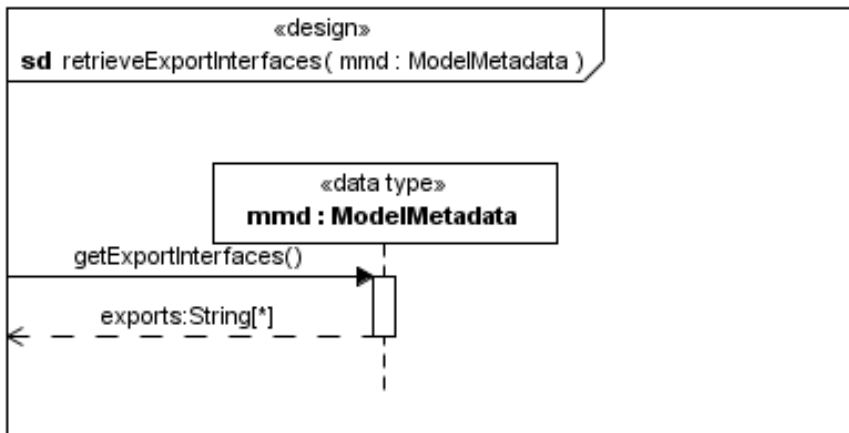 «design»
sd retrieveExportInterfaces( mmd : ModelMetadata )
«data type»
mmd : ModelMetadata
getExportInterfaces()
exports:String[*]